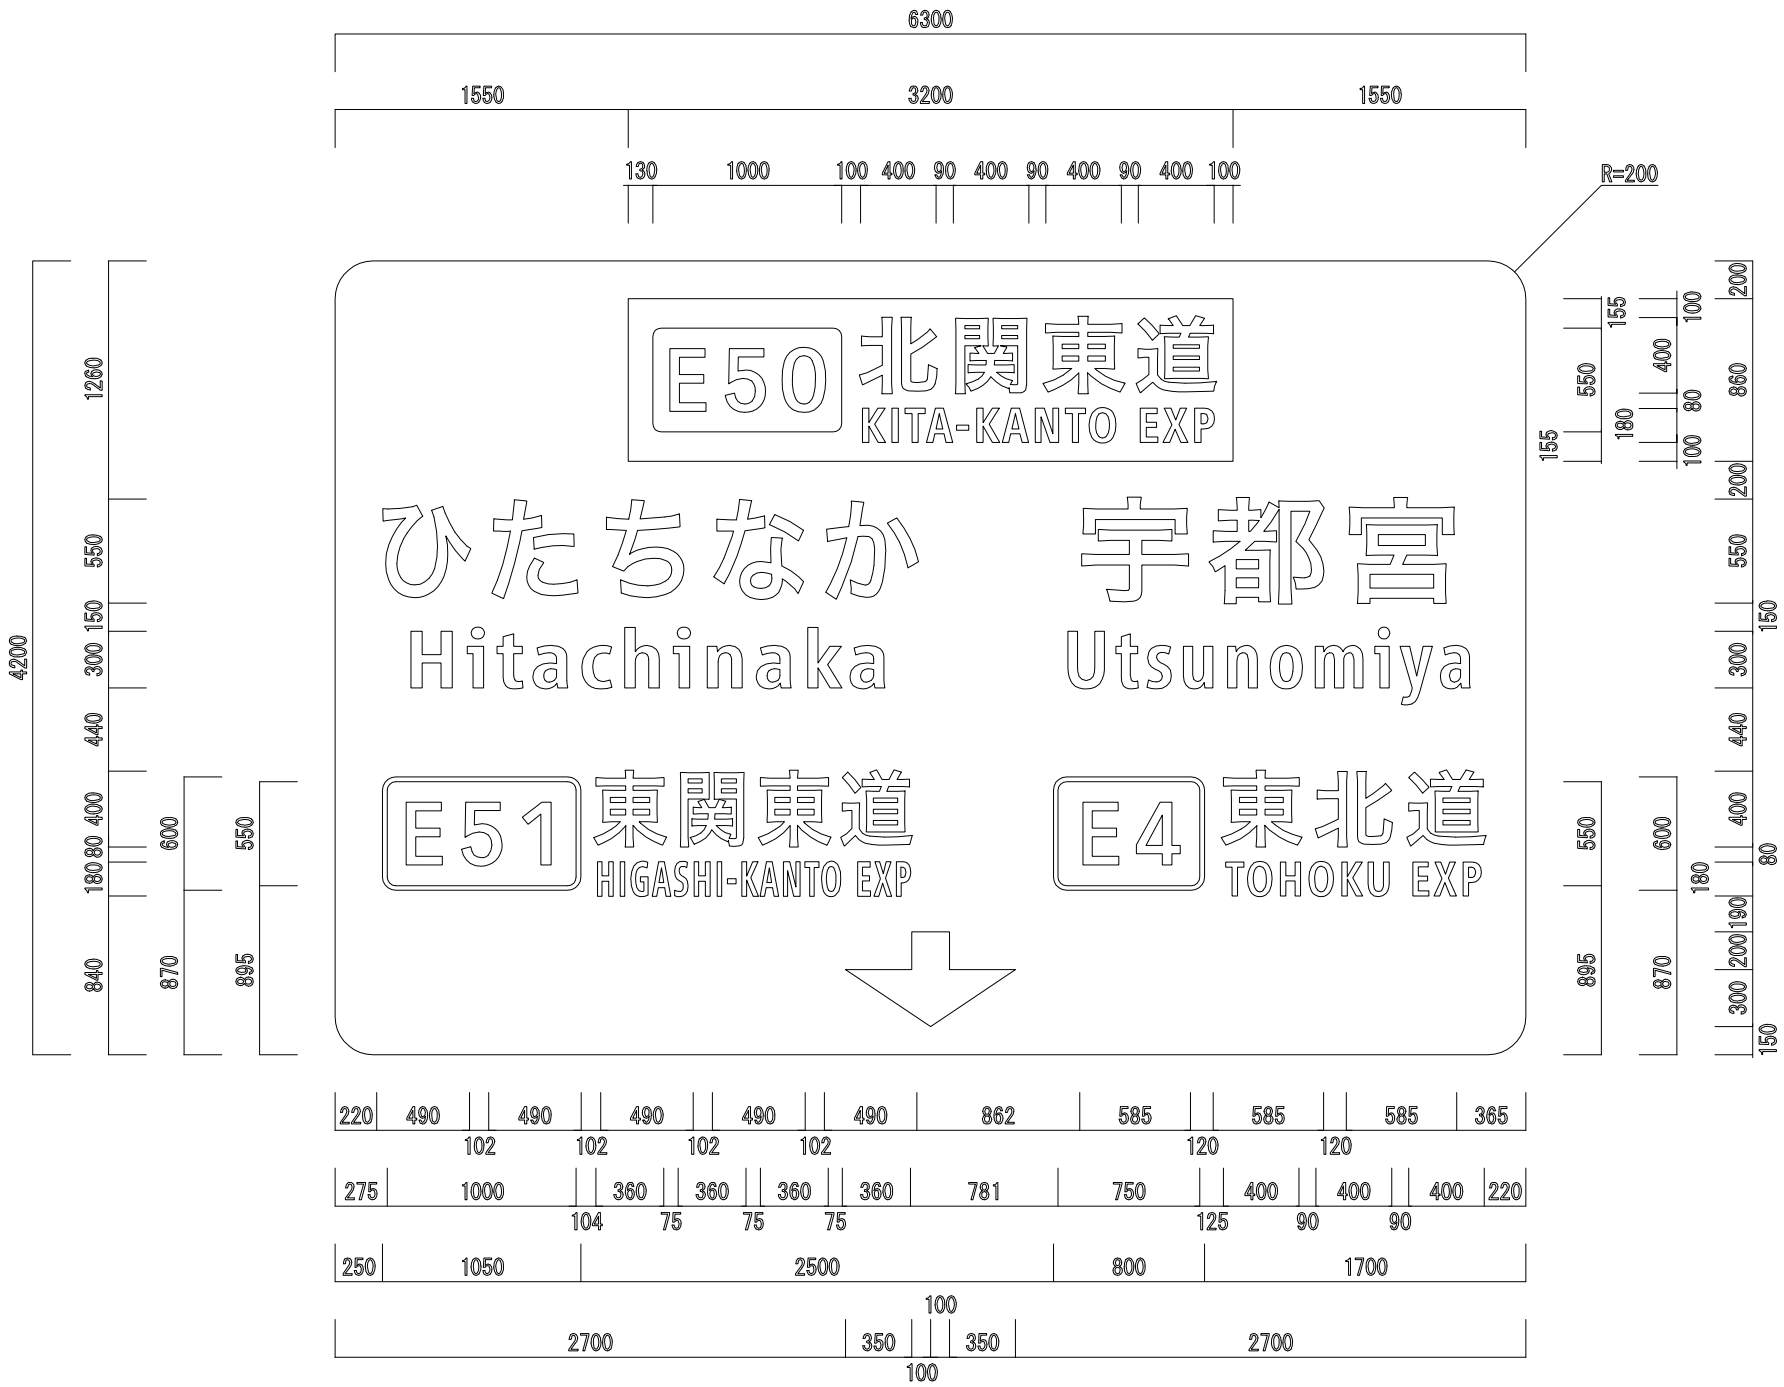 6300
1550 3200 1550
130 1000 100 400 90 400 90 400 90 400 100
R=200
E50 北関東道
KITA-KANTO EXP
ひたちなか 宇都宮
Hitachinaka Utsunomiya
E51 東関東道 E4 東北道
HIGASHI-KANTO EXP TOHOKU EXP
4200
1260 550 150 300 440 400 80 180 840
600 870
550 895
155 550 155
100 400 80 180 100
200 860 200 550 150 300 440 400 80 180 190 200 300 150
550 895
600 870
220 490 490 490 490 490 862 585 585 585 365
102 102 102 102 120 120
275 1000 360 360 360 360 781 750 400 400 400 220
104 75 75 75 125 90 90
250 1050 2500 800 1700
100
2700 350 350 2700
100